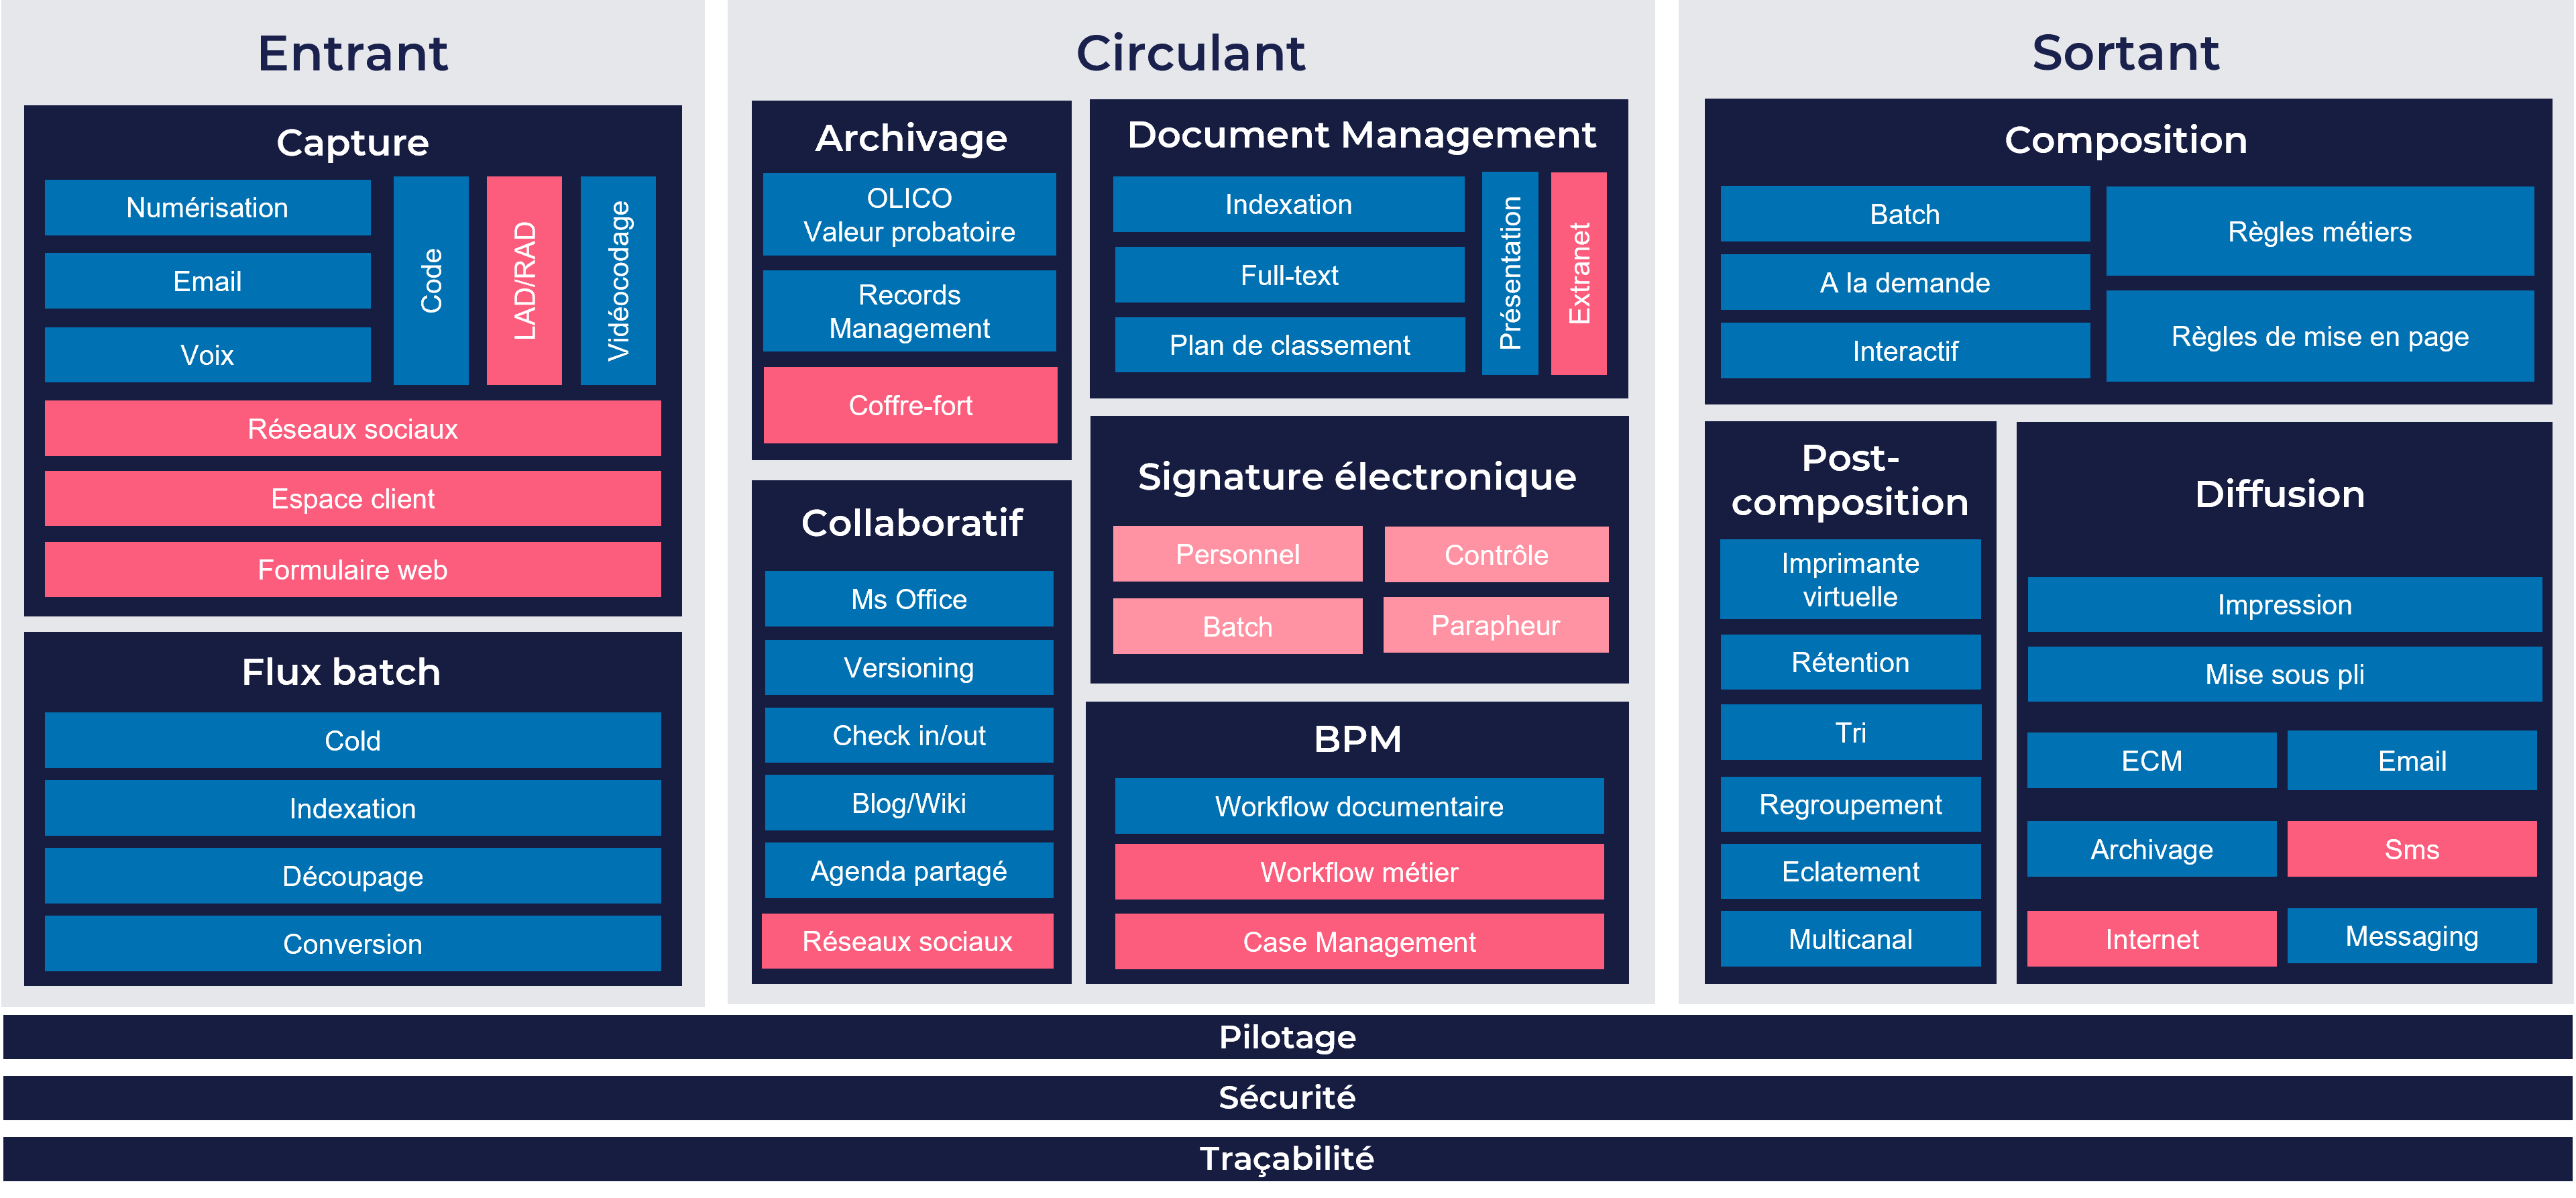 Entrant
Capture
Numérisation
Email
Voix
Code
LAD/RAD
Vidéocodage
Réseaux sociaux
Espace client
Formulaire web
Flux batch
Cold
Indexation
Découpage
Conversion
Circulant
Archivage
OLICO
Valeur probatoire
Records
Management
Coffre-fort
Collaboratif
Ms Office
Versioning
Check in/out
Blog/Wiki
Agenda partagé
Réseaux sociaux
Document Management
Indexation
Full-text
Plan de classement
Présentation
Extranet
Signature électronique
Personnel
Contrôle
Batch
Parapheur
BPM
Workflow documentaire
Workflow métier
Case Management
Sortant
Composition
Batch
A la demande
Interactif
Règles métiers
Règles de mise en page
Post-
composition
Imprimante
virtuelle
Rétention
Tri
Regroupement
Eclatement
Multicanal
Diffusion
Impression
Mise sous pli
ECM
Email
Archivage
Sms
Internet
Messaging
Pilotage
Sécurité
Traçabilité